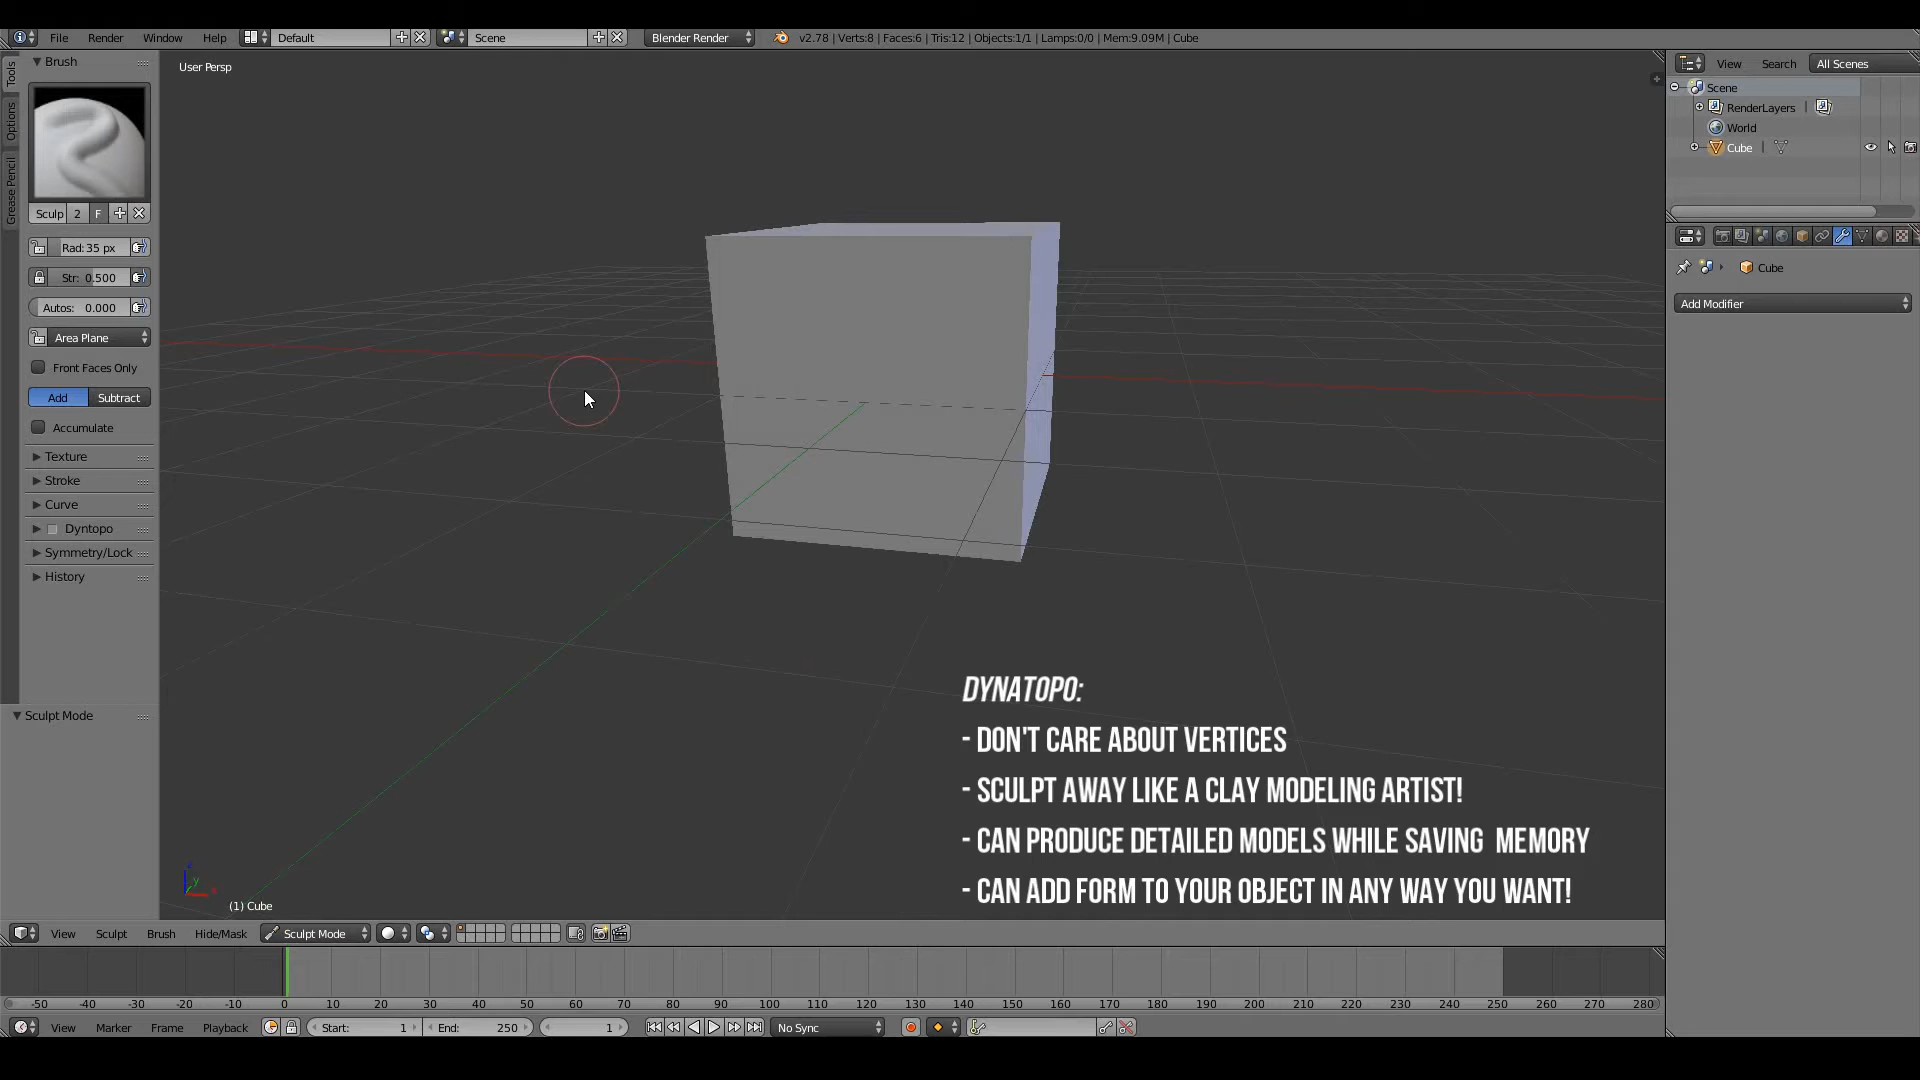 File Render Window Help Default Scene Blender Render v2.78 | Verts:8 | Faces:6 | Tris:12 | Objects:1/1 | Lamps:0/0 | Mem:9.09M | Cube
Tools
Options
Grease Pencil
Brush
Sculp 2 F
Rad: 35 px
Str: 0.500
Autos: 0.000
Area Plane
Front Faces Only
Add Subtract
Accumulate
Texture
Stroke
Curve
Dyntopo
Symmetry/Lock
History
Sculpt Mode
User Persp
DYNATOPO:
- DON'T CARE ABOUT VERTICES
- SCULPT AWAY LIKE A CLAY MODELING ARTIST!
- CAN PRODUCE DETAILED MODELS WHILE SAVING MEMORY
- CAN ADD FORM TO YOUR OBJECT IN ANY WAY YOU WANT!
z
y
x
(1) Cube
View Sculpt Brush Hide/Mask Sculpt Mode
-50 -40 -30 -20 -10 0 10 20 30 40 50 60 70 80 90 100 110 120 130 140 150 160 170 180 190 200 210 220 230 240 250 260 270 280
View Marker Frame Playback Start: 1 End: 250 1 No Sync
View Search All Scenes
Scene
RenderLayers |
World
Cube |
Cube
Add Modifier